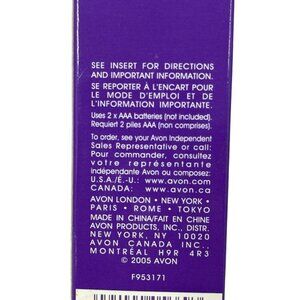 SEE INSERT FOR DIRECTIONS
AND IMPORTANT INFORMATION.
SE REPORTER À L'ENCART POUR
LE MODE D'EMPLOI ET DE
L'INFORMATION IMPORTANTE.
Uses 2 x AAA batteries (not included).
Requiert 2 piles AAA (non comprises).
To order, see your Avon Independent
Sales Representative or call:
Pour commander, consultez
votre représentante
indépendante Avon ou composez:
U.S.A./É.-U.: www.avon.com
CANADA: www.avon.ca
AVON LONDON • NEW YORK •
PARIS • ROME • TOKYO
MADE IN CHINA/FAIT EN CHINE
AVON PRODUCTS, INC., DISTR.
NEW YORK, NY 10020
AVON CANADA INC.,
MONTRÉAL H9R 4R3
© 2005 AVON
F953171